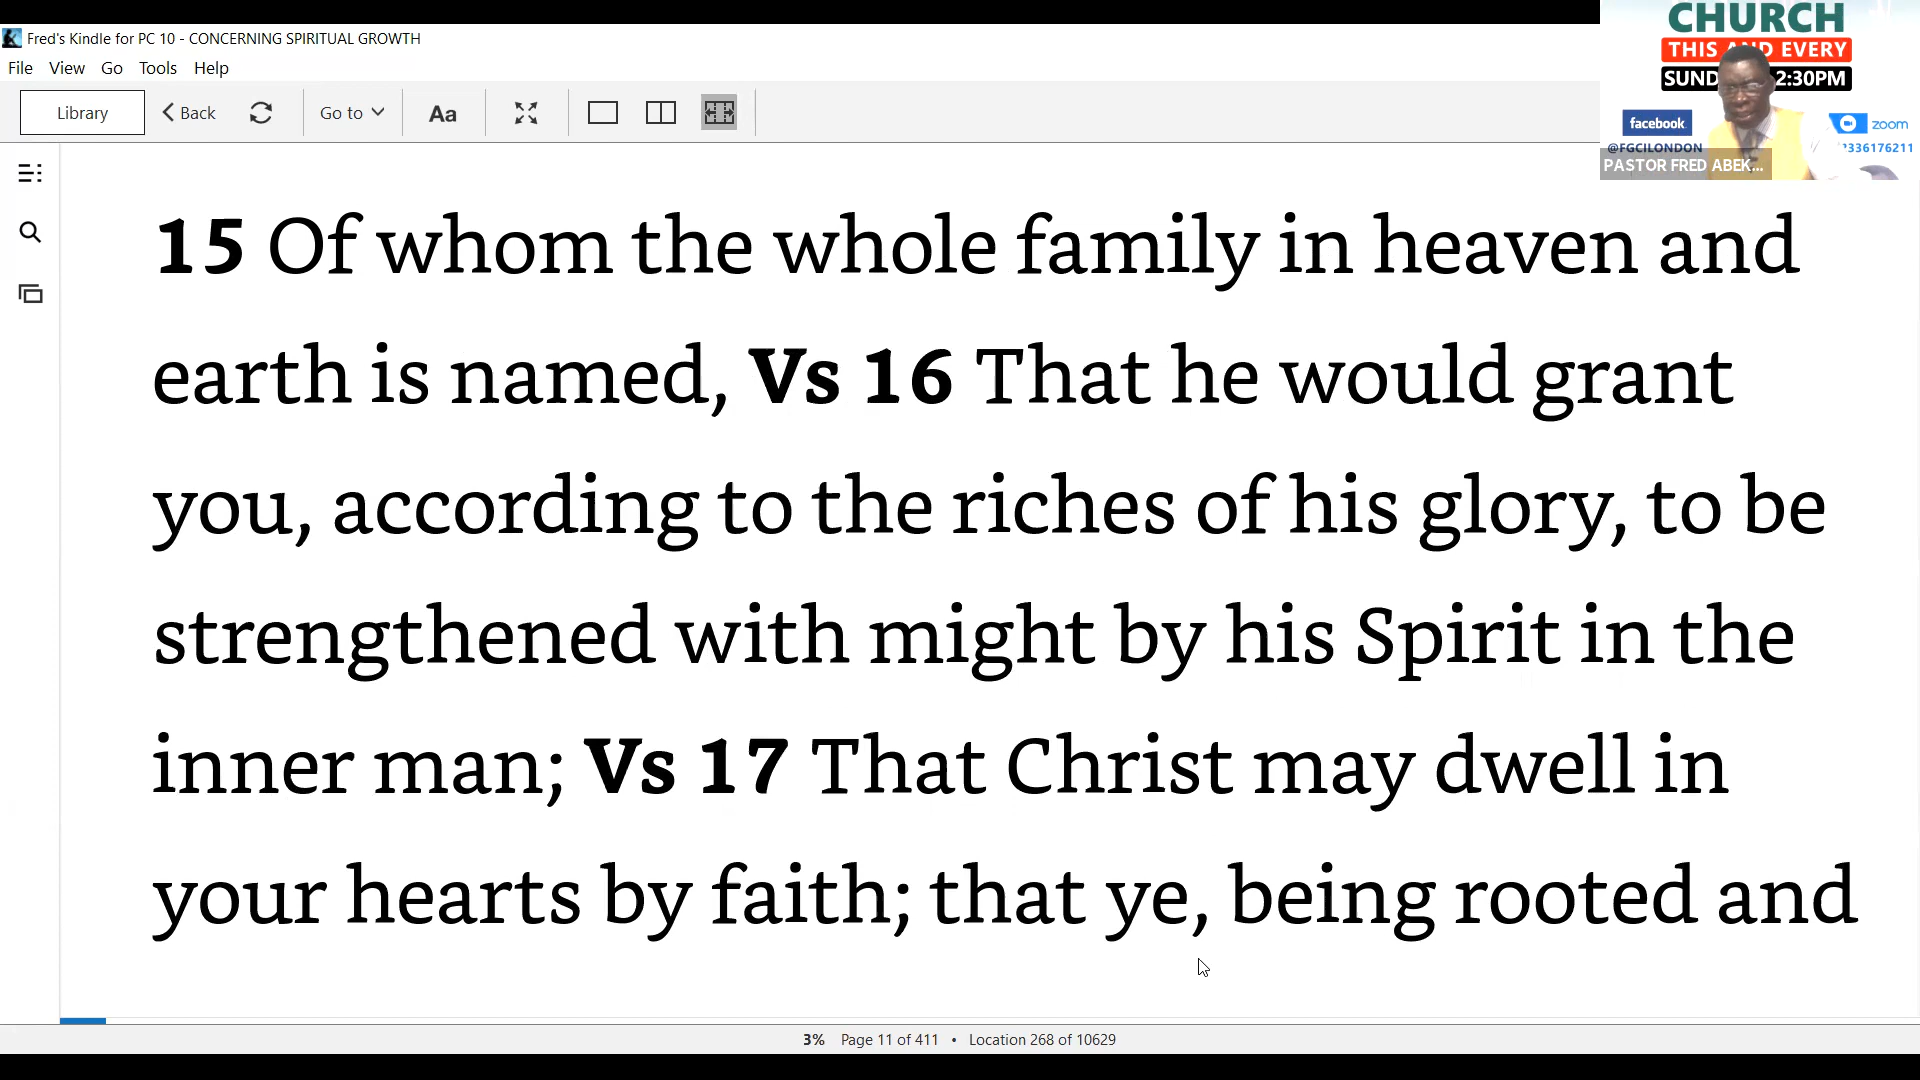 Fred's Kindle for PC 10 - CONCERNING SPIRITUAL GROWTH
File View Go Tools Help
Library Back Go to Aa
CHURCH
THIS AND EVERY
2:30PM
facebook
zoom
@FGCILONDON
2336176211
PASTOR FRED ABEK...
15 Of whom the whole family in heaven and
earth is named, Vs 16 That he would grant
you, according to the riches of his glory, to be
strengthened with might by his Spirit in the
inner man; Vs 17 That Christ may dwell in
your hearts by faith; that ye, being rooted and
3% Page 11 of 411 • Location 268 of 10629